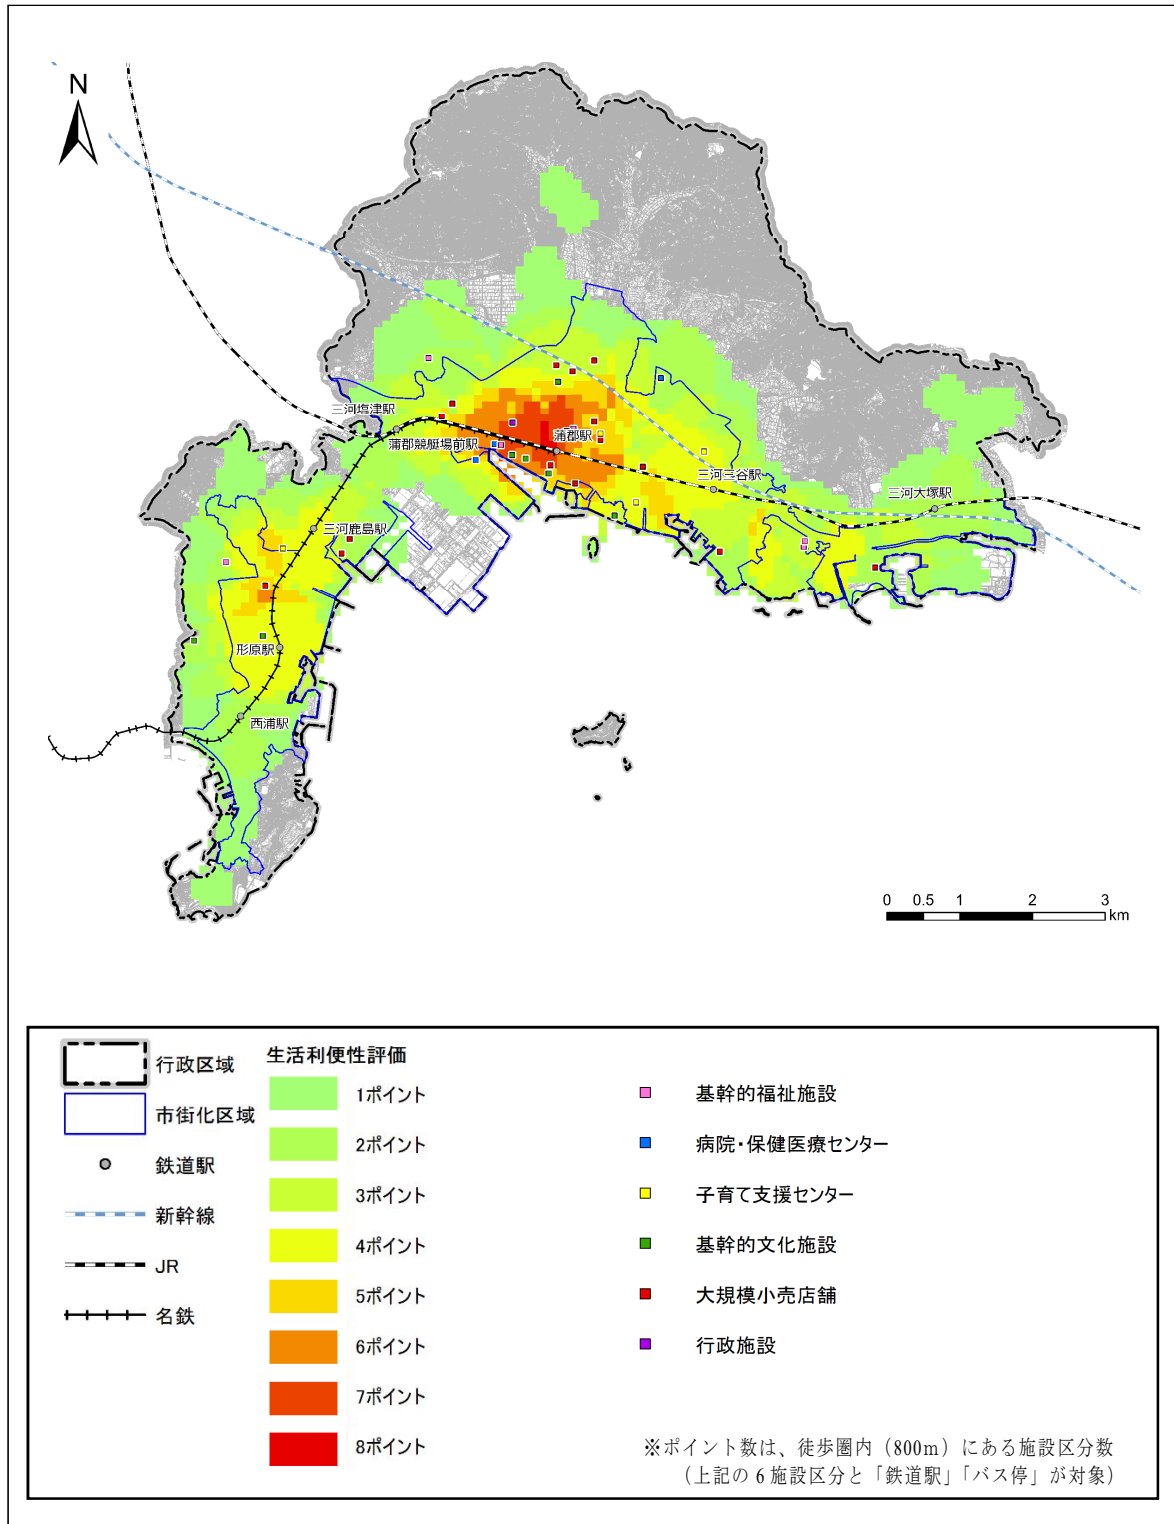 N
三河塩津駅
蒲郡競艇場前駅
蒲郡駅
三河三谷駅
三河大塚駅
三河鹿島駅
形原駅
西浦駅
0 0.5 1 2 3
km
行政区域
市街化区域
鉄道駅
新幹線
JR
名鉄
生活利便性評価
1ポイント
2ポイント
3ポイント
4ポイント
5ポイント
6ポイント
7ポイント
8ポイント
基幹的福祉施設
病院・保健医療センター
子育て支援センター
基幹的文化施設
大規模小売店舗
行政施設
※ポイント数は、徒歩圏内（800m）にある施設区分数
（上記の６施設区分と「鉄道駅」「バス停」が対象）